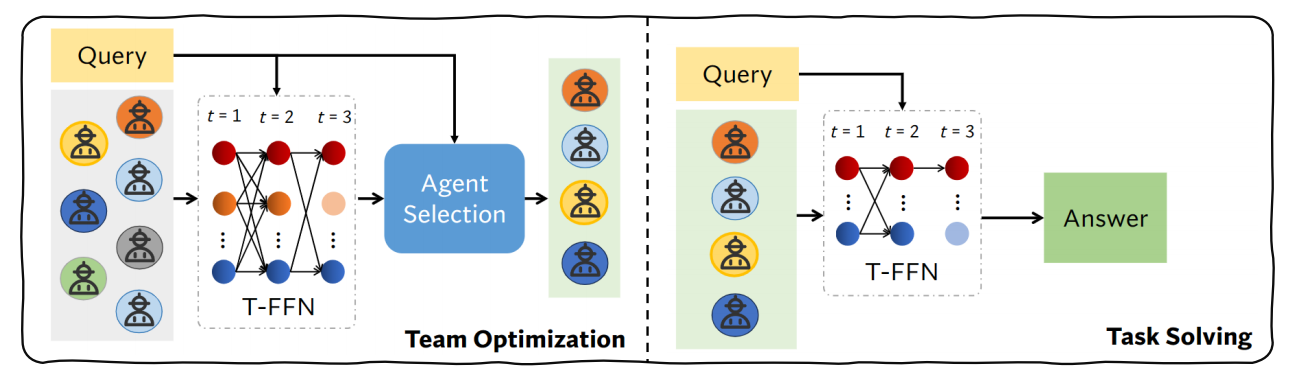 Query
t = 1 t = 2 t = 3
⋮ ⋮ ⋮
T-FFN
Agent
Selection
Team Optimization
Query
t = 1 t = 2 t = 3
⋮ ⋮ ⋮
T-FFN
Answer
Task Solving